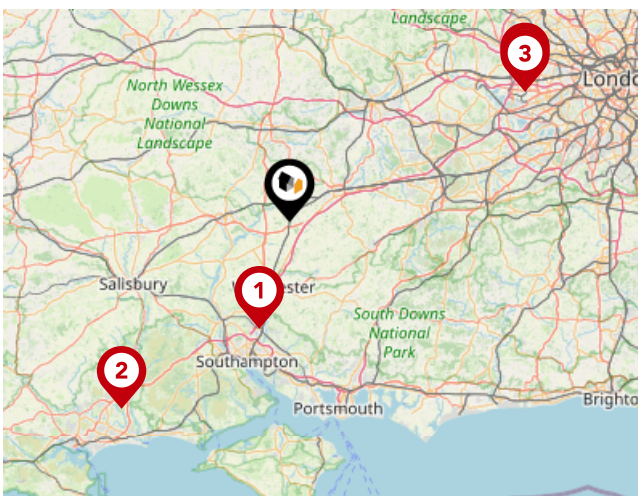 Landscape
3
Londo
North Wessex
Downs
National
Landscape
Salisbury
ester
1
South Downs
National
Park
Southampton
2
Portsmouth
Brighto